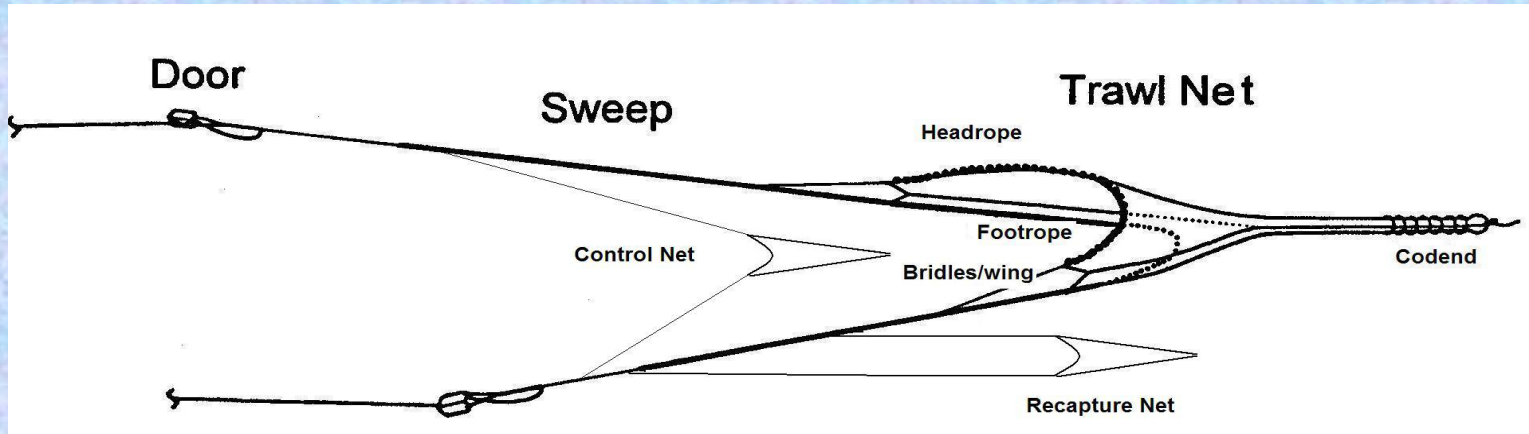 Door
Sweep
Trawl Net
Headrope
Footrope
Control Net
Bridles/wing
Codend
Recapture Net